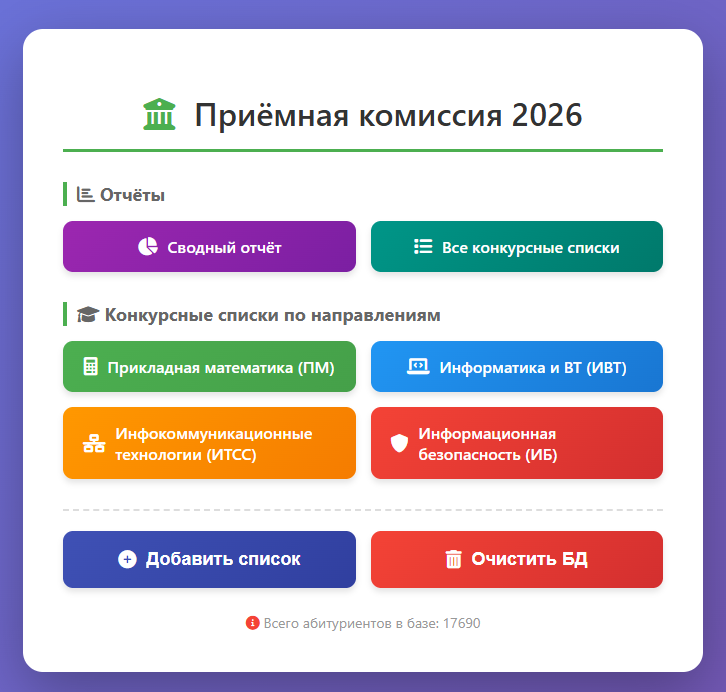 Приёмная комиссия 2026
Отчёты
Сводный отчёт
Все конкурсные списки
Конкурсные списки по направлениям
Прикладная математика (ПМ)
Информатика и ВТ (ИВТ)
Инфокоммуникационные
технологии (ИТСС)
Информационная
безопасность (ИБ)
Добавить список
Очистить БД
Всего абитуриентов в базе: 17690